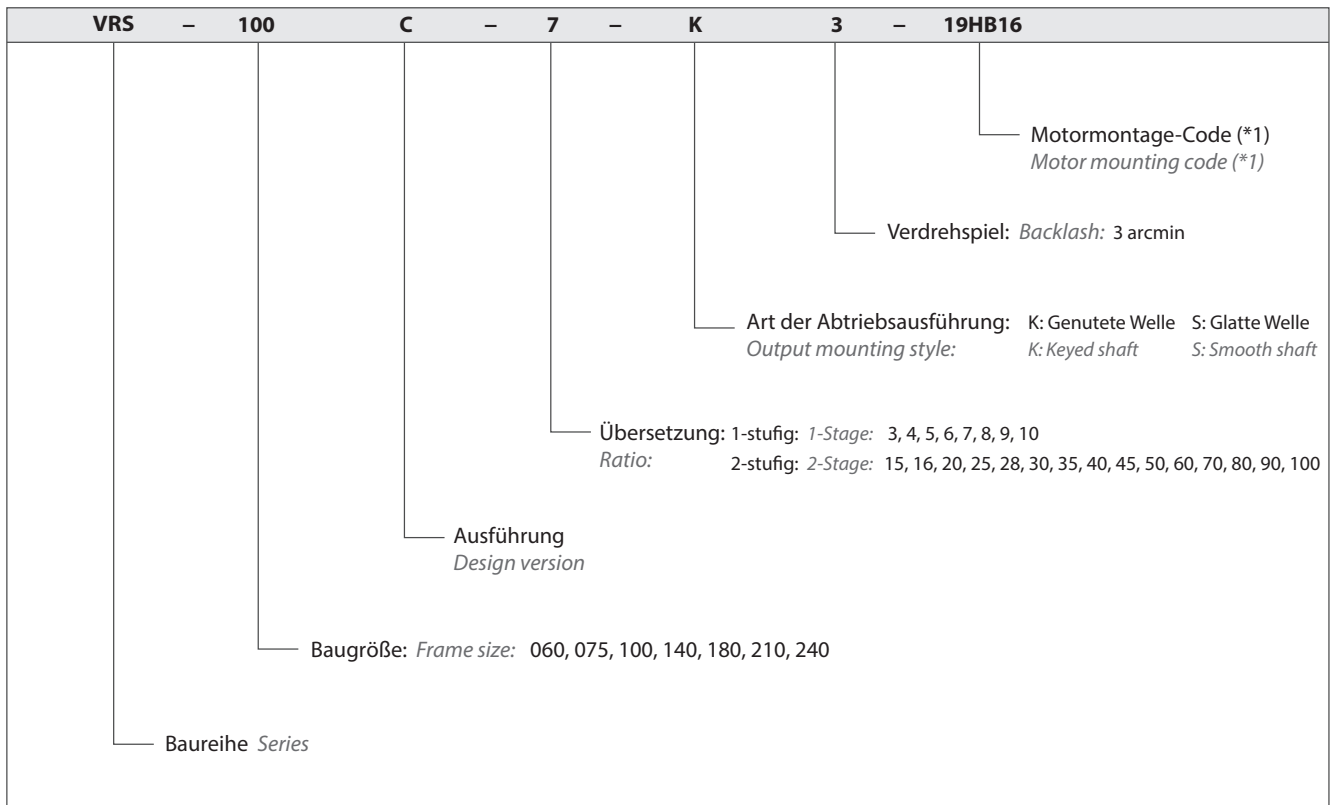 VRS – 100 C – 7 – K 3 – 19HB16
Motormontage-Code (*1)
Motor mounting code (*1)
Verdrehspiel: Backlash: 3 arcmin
Art der Abtriebsausführung: K: Genutete Welle S: Glatte Welle
Output mounting style: K: Keyed shaft S: Smooth shaft
Übersetzung: 1-stufig: 1-Stage: 3, 4, 5, 6, 7, 8, 9, 10
Ratio: 2-stufig: 2-Stage: 15, 16, 20, 25, 28, 30, 35, 40, 45, 50, 60, 70, 80, 90, 100
Ausführung
Design version
Baugröße: Frame size: 060, 075, 100, 140, 180, 210, 240
Baureihe Series